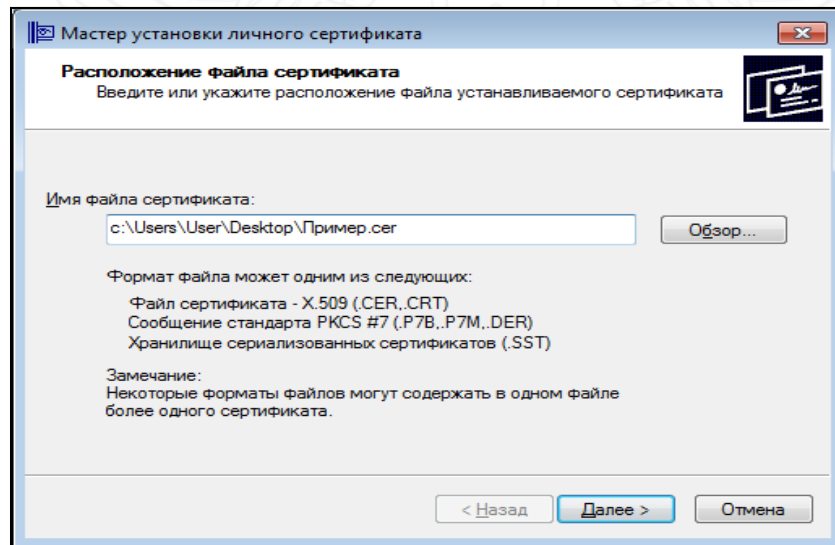 Мастер установки личного сертификата
Расположение файла сертификата
Введите или укажите расположение файла устанавливаемого сертификата
Имя файла сертификата:
c:\Users\User\Desktop\Пример.cer
Обзор...
Формат файла может одним из следующих:
Файл сертификата - X.509 (.CER,.CRT)
Сообщение стандарта PKCS #7 (.P7B,.P7M,.DER)
Хранилище сериализованных сертификатов (.SST)
Замечание:
Некоторые форматы файлов могут содержать в одном файле
более одного сертификата.
< Назад
Далее >
Отмена